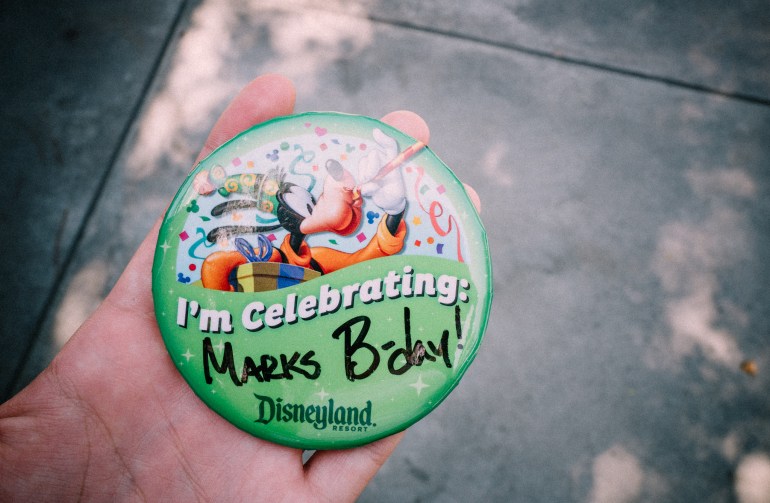 I'm Celebrating:
MARKS B-day!
Disneyland.
RESORT